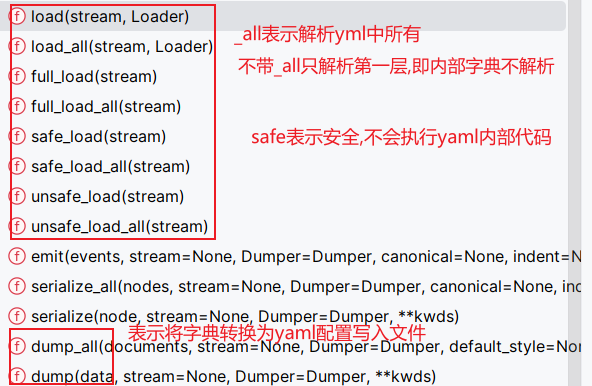 load(stream, Loader)
load_all(stream, Loader)
_all表示解析yml中所有
full_load(stream)
不带_all只解析第一层,即内部字典不解析
full_load_all(stream)
safe_load(stream)
safe表示安全,不会执行yaml内部代码
safe_load_all(stream)
unsafe_load(stream)
unsafe_load_all(stream)
emit(events, stream=None, Dumper=Dumper, canonical=None, indent=N
serialize_all(nodes, stream=None, Dumper=Dumper, canonical=None, ind
serialize(node, stream=None, Dumper=Dumper, **kwds)
表示将字典转换为yaml配置写入文件
dump_all(documents, stream=None, Dumper=Dumper, default_style=Non
dump(data, stream=None, Dumper=Dumper, **kwds)